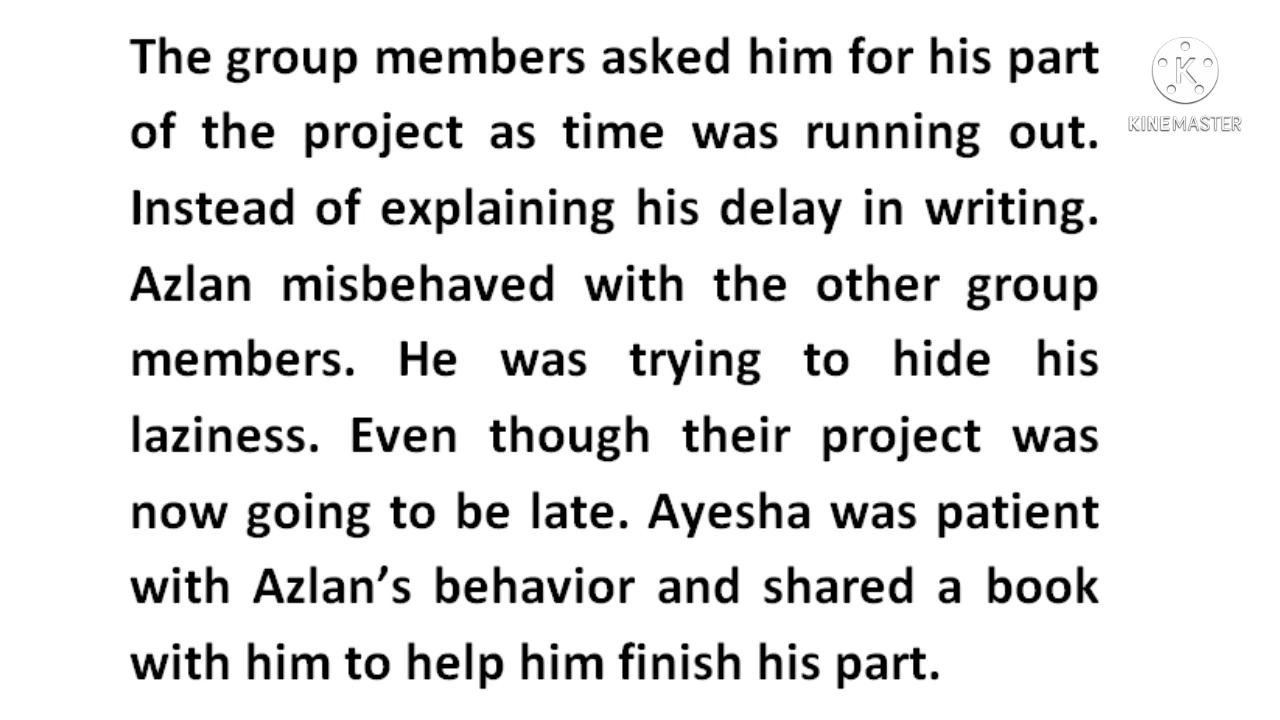 The group members asked him for his part
of the project as time was running out.
Instead of explaining his delay in writing.
Azlan misbehaved with the other group
members. He was trying to hide his
laziness. Even though their project was
now going to be late. Ayesha was patient
with Azlan’s behavior and shared a book
with him to help him finish his part.
K
KINEMASTER